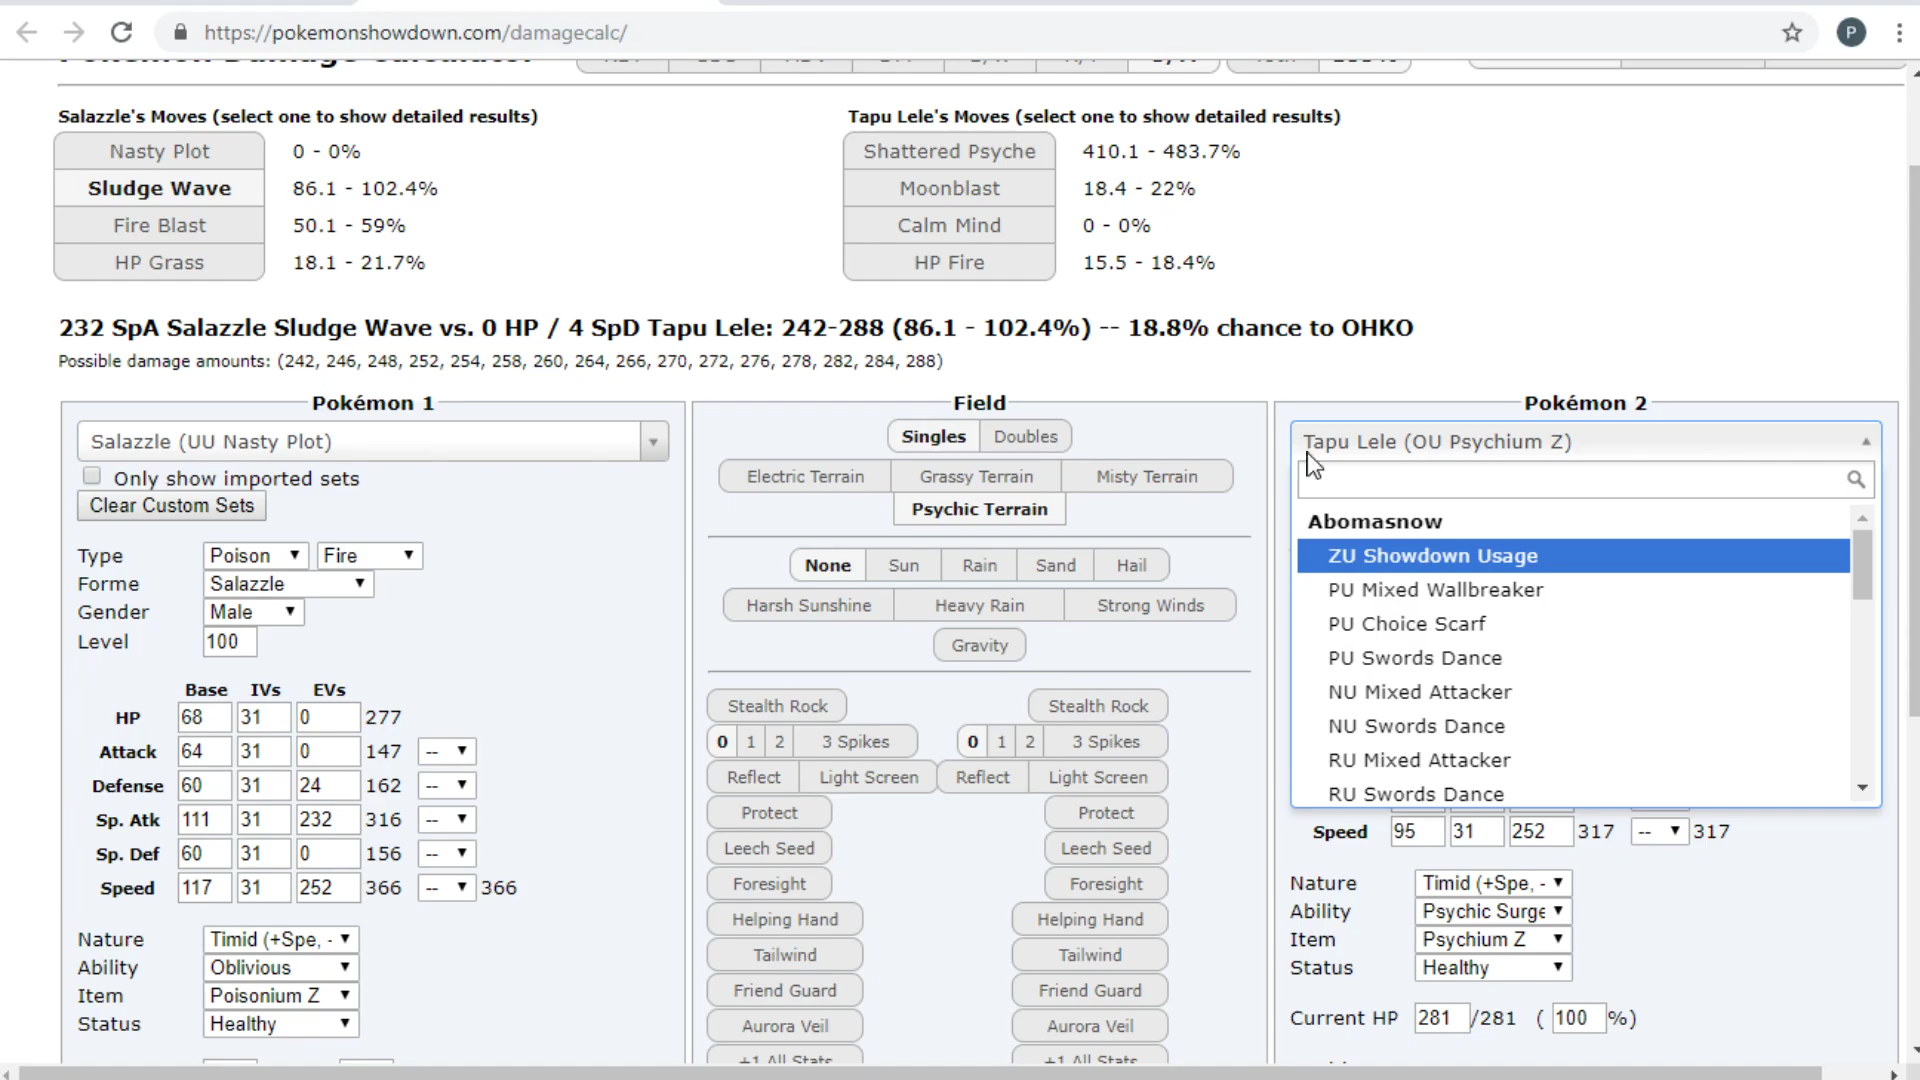 https://pokemonshowdown.com/damagecalc/
P
Salazzle's Moves (select one to show detailed results)
Nasty Plot 0 - 0%
Sludge Wave 86.1 - 102.4%
Fire Blast 50.1 - 59%
HP Grass 18.1 - 21.7%
Tapu Lele's Moves (select one to show detailed results)
Shattered Psyche 410.1 - 483.7%
Moonblast 18.4 - 22%
Calm Mind 0 - 0%
HP Fire 15.5 - 18.4%
232 SpA Salazzle Sludge Wave vs. 0 HP / 4 SpD Tapu Lele: 242-288 (86.1 - 102.4%) -- 18.8% chance to OHKO
Possible damage amounts: (242, 246, 248, 252, 254, 258, 260, 264, 266, 270, 272, 276, 278, 282, 284, 288)
Pokémon 1
Salazzle (UU Nasty Plot)
Only show imported sets
Clear Custom Sets
Type Poison Fire
Forme Salazzle
Gender Male
Level 100
Base IVs EVs
HP 68 31 0 277
Attack 64 31 0 147 --
Defense 60 31 24 162 --
Sp. Atk 111 31 232 316 --
Sp. Def 60 31 0 156 --
Speed 117 31 252 366 -- 366
Nature Timid (+Spe, -
Ability Oblivious
Item Poisonium Z
Status Healthy
Field
Singles Doubles
Electric Terrain Grassy Terrain Misty Terrain
Psychic Terrain
None Sun Rain Sand Hail
Harsh Sunshine Heavy Rain Strong Winds
Gravity
Stealth Rock Stealth Rock
0 1 2 3 Spikes 0 1 2 3 Spikes
Reflect Light Screen Reflect Light Screen
Protect Protect
Leech Seed Leech Seed
Foresight Foresight
Helping Hand Helping Hand
Tailwind Tailwind
Friend Guard Friend Guard
Aurora Veil Aurora Veil
+1 All Stats +1 All Stats
Pokémon 2
Tapu Lele (OU Psychium Z)
Abomasnow
ZU Showdown Usage
PU Mixed Wallbreaker
PU Choice Scarf
PU Swords Dance
NU Mixed Attacker
NU Swords Dance
RU Mixed Attacker
RU Swords Dance
Speed 95 31 252 317 -- 317
Nature Timid (+Spe, -
Ability Psychic Surge
Item Psychium Z
Status Healthy
Current HP 281 /281 ( 100 %)